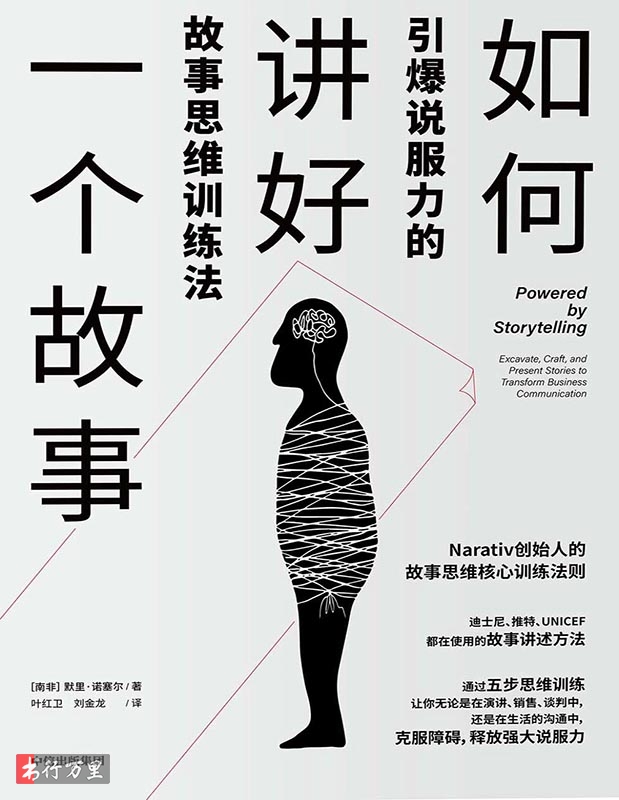 如何
引爆说服力的
讲好
故事思维训练法
一个故事
Powered
by
Storytelling
Excavate, Craft, and
Present Stories to
Transform Business
Communication
Narativ创始人的
故事思维核心训练法则
迪士尼、推特、UNICEF
都在使用的故事讲述方法
通过五步思维训练
让你无论是在演讲、销售、谈判中,
还是在生活的沟通中,
克服障碍,释放强大说服力
[南非] 默里·诺塞尔 / 著
叶红卫 刘金龙 / 译
中信出版集团
书行万里